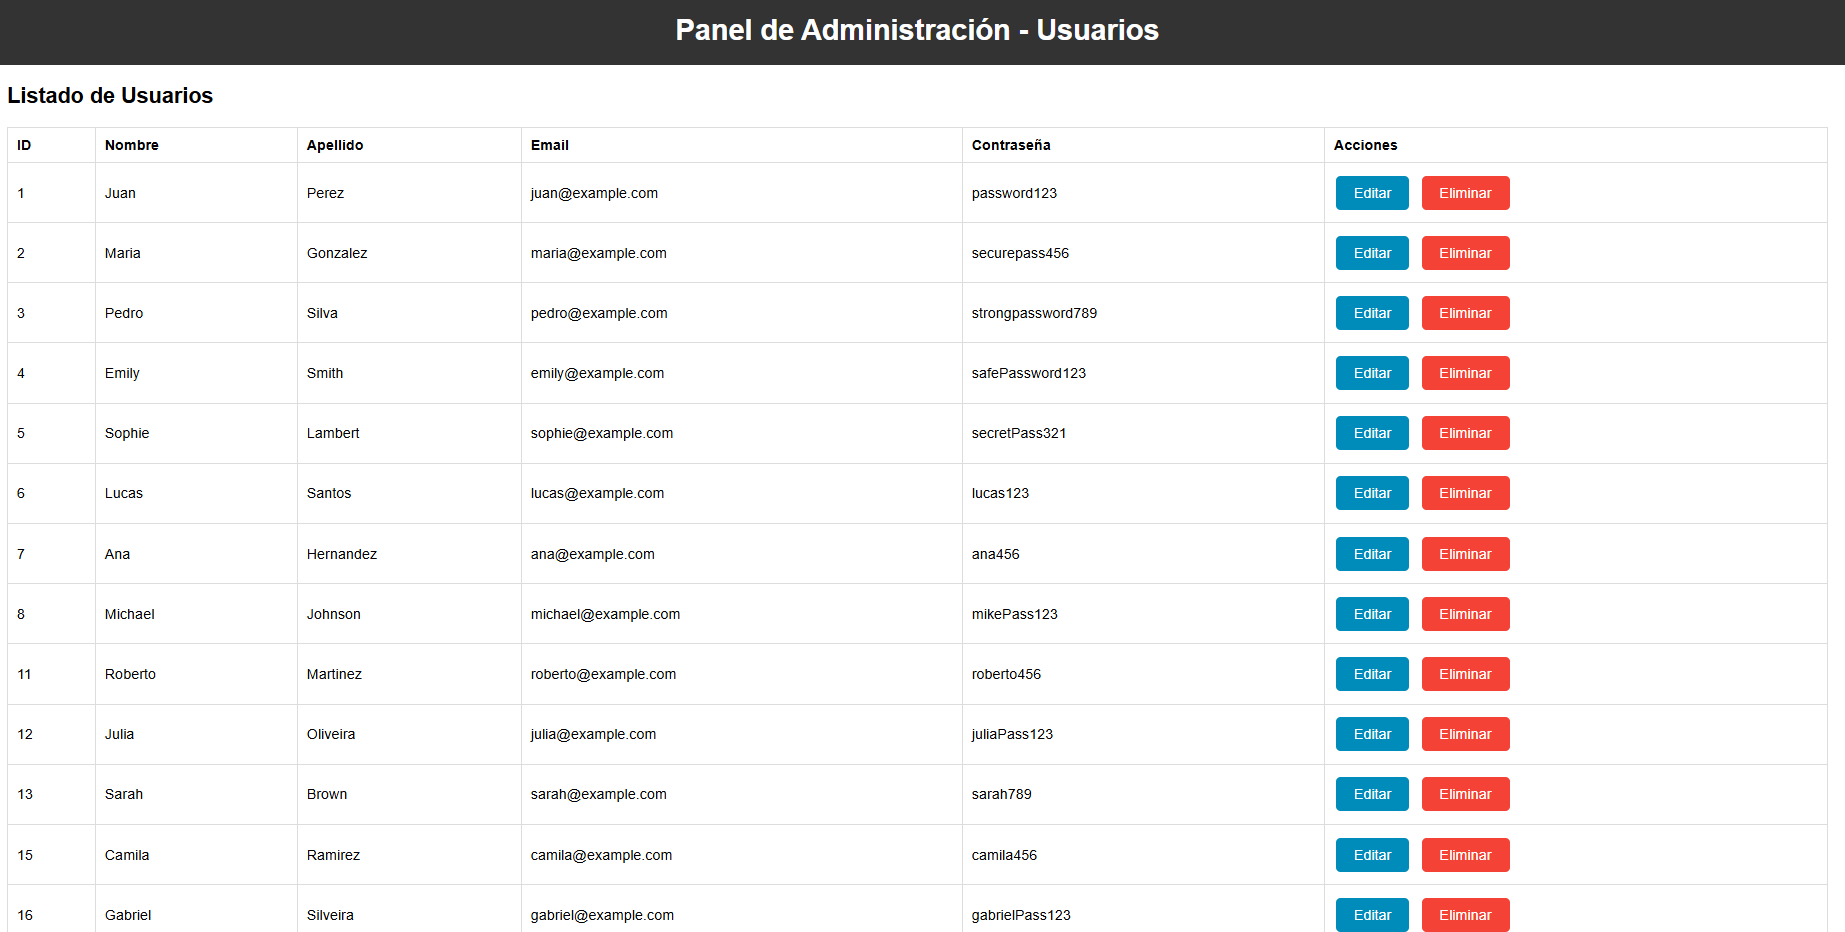 Panel de Administración - Usuarios
Listado de Usuarios
ID Nombre Apellido Email Contraseña Acciones
1 Juan Perez juan@example.com password123 Editar Eliminar
2 Maria Gonzalez maria@example.com securepass456 Editar Eliminar
3 Pedro Silva pedro@example.com strongpassword789 Editar Eliminar
4 Emily Smith emily@example.com safePassword123 Editar Eliminar
5 Sophie Lambert sophie@example.com secretPass321 Editar Eliminar
6 Lucas Santos lucas@example.com lucas123 Editar Eliminar
7 Ana Hernandez ana@example.com ana456 Editar Eliminar
8 Michael Johnson michael@example.com mikePass123 Editar Eliminar
11 Roberto Martinez roberto@example.com roberto456 Editar Eliminar
12 Julia Oliveira julia@example.com juliaPass123 Editar Eliminar
13 Sarah Brown sarah@example.com sarah789 Editar Eliminar
15 Camila Ramirez camila@example.com camila456 Editar Eliminar
16 Gabriel Silveira gabriel@example.com gabrielPass123 Editar Eliminar